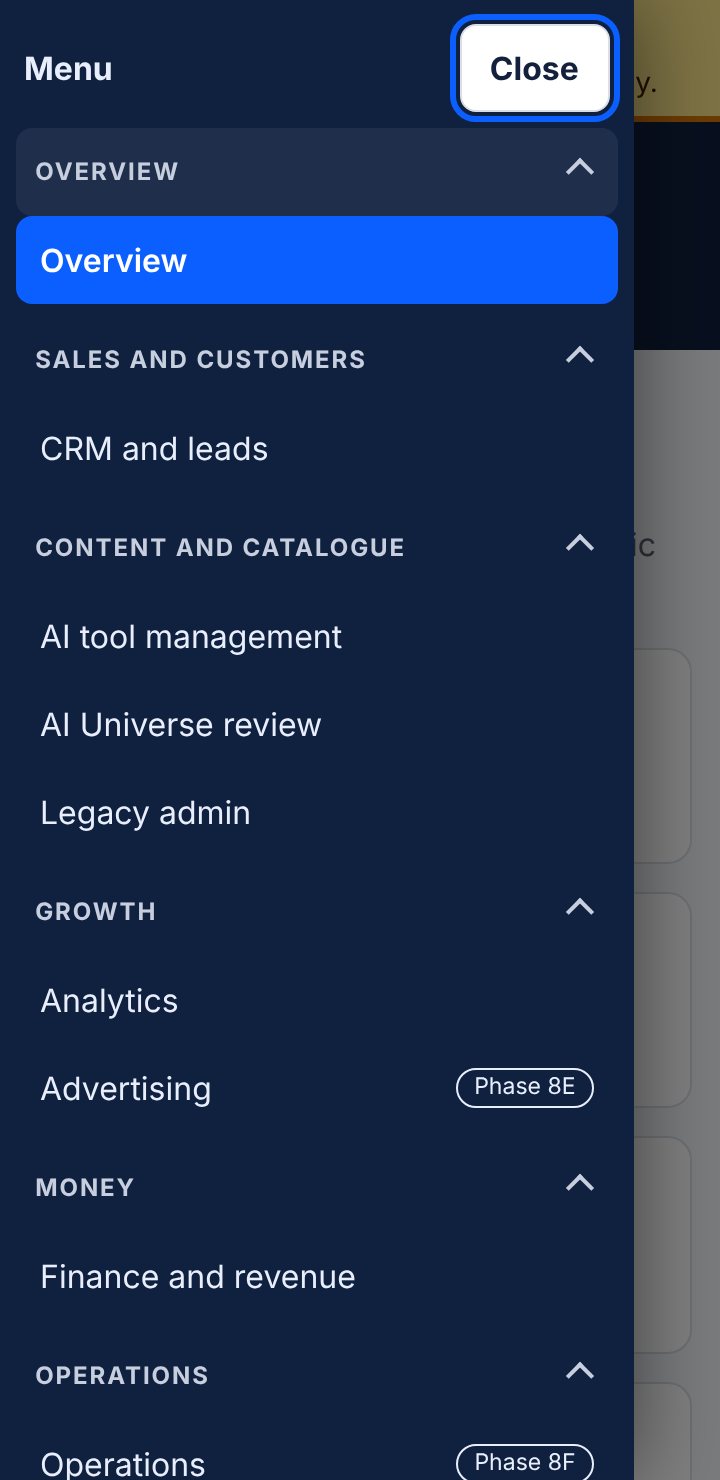 Menu
Close
y.
OVERVIEW
Overview
SALES AND CUSTOMERS
CRM and leads
CONTENT AND CATALOGUE
ic
AI tool management
AI Universe review
Legacy admin
GROWTH
Analytics
Advertising
Phase 8E
MONEY
Finance and revenue
OPERATIONS
Operations
Phase 8F